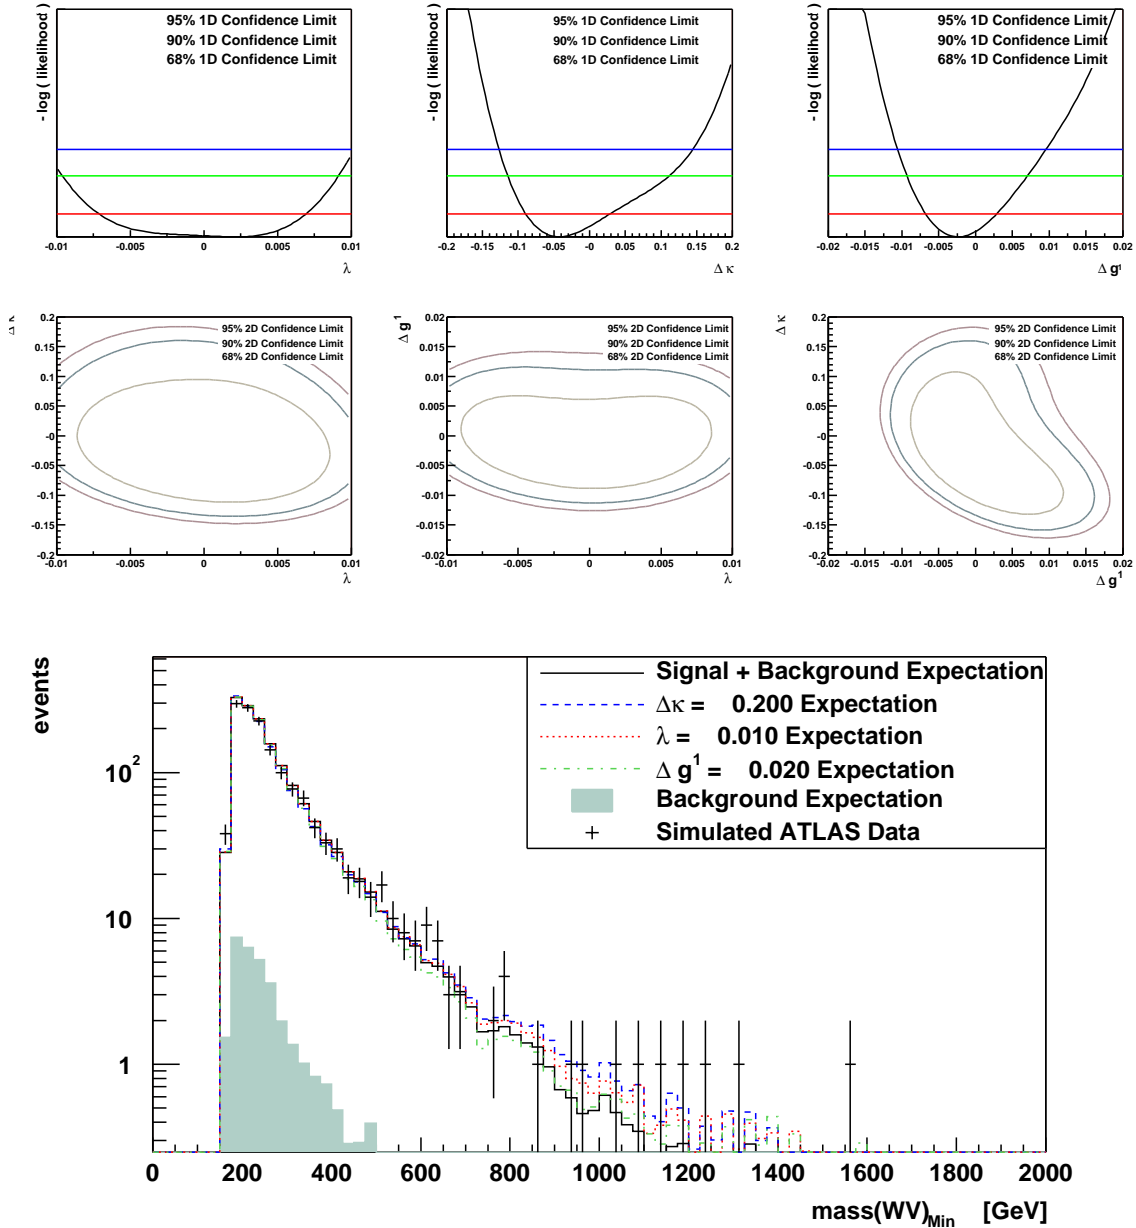 - log ( likelihood )
95% 1D Confidence Limit
90% 1D Confidence Limit
68% 1D Confidence Limit
-0.01 -0.005 0 0.005 0.01
λ
- log ( likelihood )
95% 1D Confidence Limit
90% 1D Confidence Limit
68% 1D Confidence Limit
-0.2 -0.15 -0.1 -0.05 0 0.05 0.1 0.15 0.2
Δ κ
- log ( likelihood )
95% 1D Confidence Limit
90% 1D Confidence Limit
68% 1D Confidence Limit
-0.02 -0.015 -0.01 -0.005 0 0.005 0.01 0.015 0.02
Δ g¹
Δ κ
95% 2D Confidence Limit
90% 2D Confidence Limit
68% 2D Confidence Limit
0.2
0.15
0.1
0.05
-0
-0.05
-0.1
-0.15
-0.2
-0.01 -0.005 0 0.005 0.01
λ
Δ g¹
95% 2D Confidence Limit
90% 2D Confidence Limit
68% 2D Confidence Limit
0.02
0.015
0.01
0.005
-0
0.005
-0.01
0.015
-0.02
-0.01 -0.005 0 0.005 0.01
λ
Δ κ
95% 2D Confidence Limit
90% 2D Confidence Limit
68% 2D Confidence Limit
0.2
0.15
0.1
0.05
-0
-0.05
-0.1
-0.15
-0.2
-0.02 -0.015 -0.01 -0.005 0 0.005 0.01 0.015 0.02
Δ g¹
events
Signal + Background Expectation
Δκ = 0.200 Expectation
λ = 0.010 Expectation
Δ g¹ = 0.020 Expectation
Background Expectation
Simulated ATLAS Data
10²
10
1
0 200 400 600 800 1000 1200 1400 1600 1800 2000
mass(WV)Min [GeV]